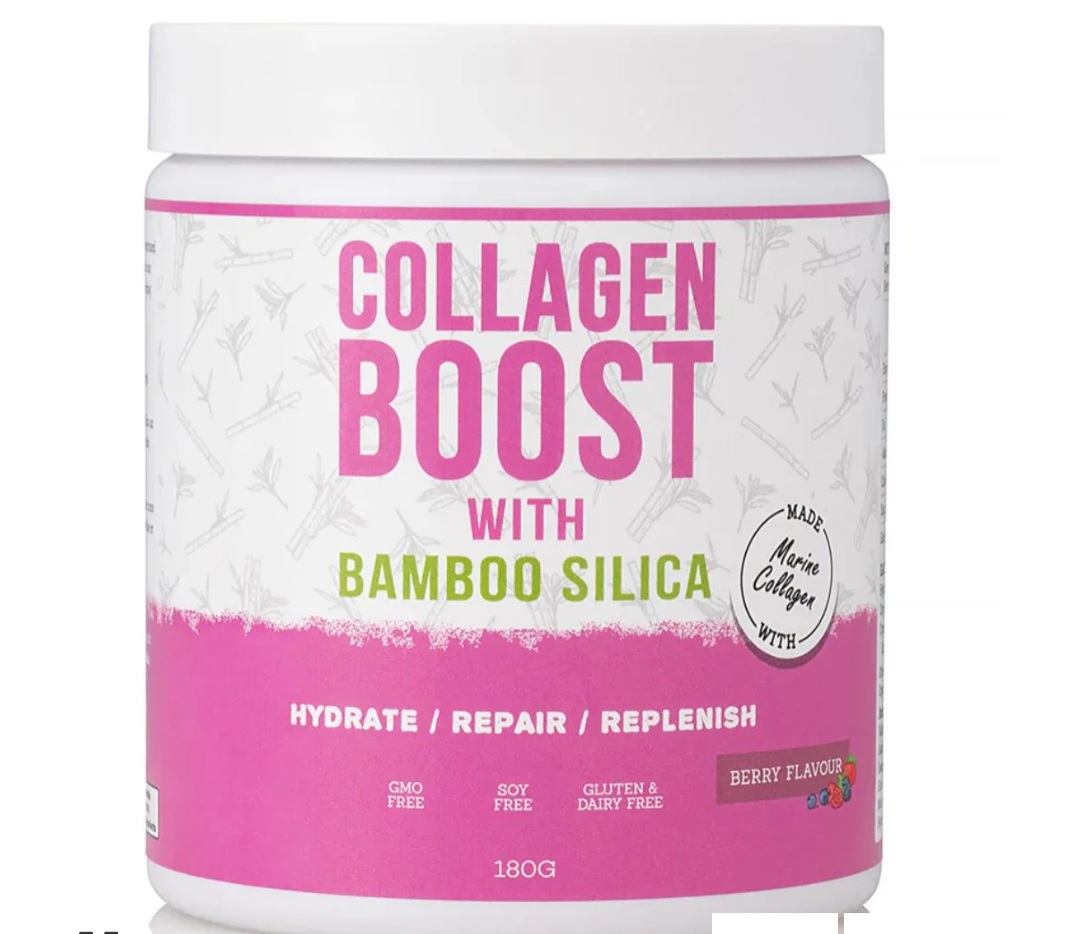 COLLAGEN
BOOST
WITH
BAMBOO SILICA
MADE
Marine
Collagen
WITH
HYDRATE / REPAIR / REPLENISH
GMO
FREE
SOY
FREE
GLUTEN &
DAIRY FREE
BERRY FLAVOUR
180G